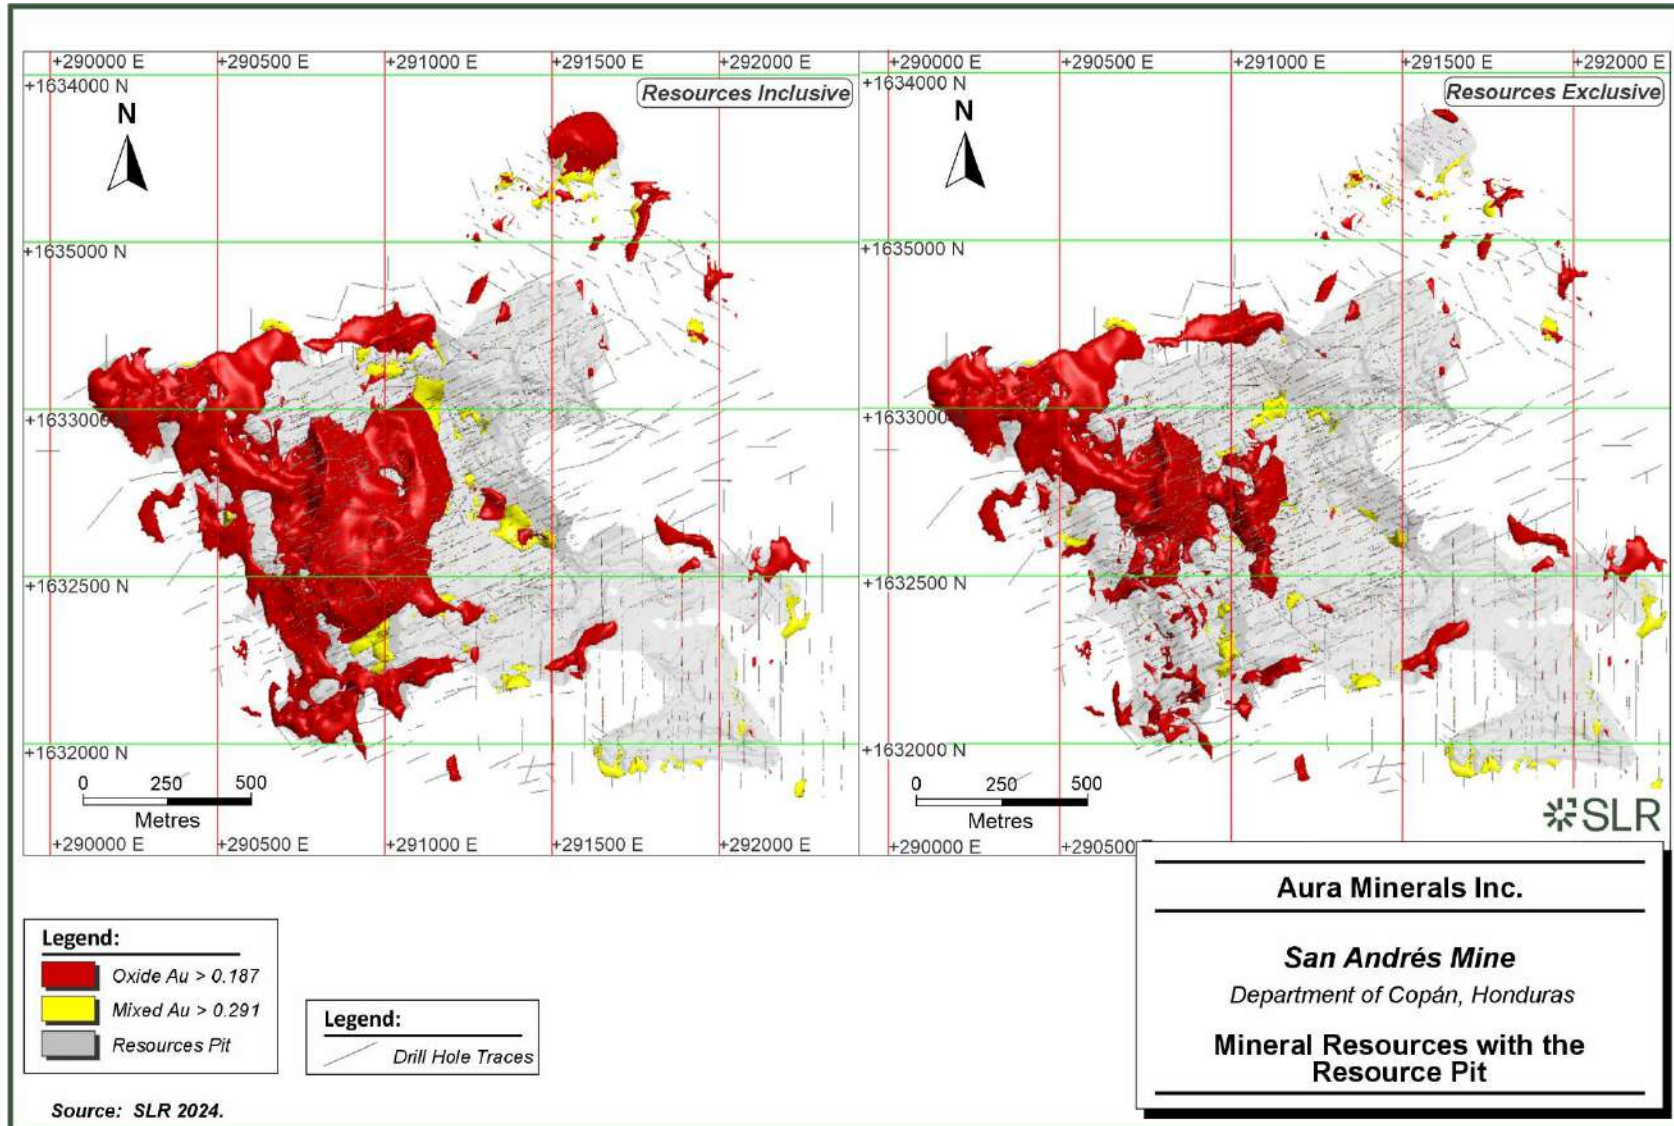 +290000 E +290500 E +291000 E +291500 E +292000 E
+1634000 N
Resources Inclusive
N
+1635000 N
+1633000
+1632500 N
+1632000 N
0 250 500
Metres
+290000 E +290500 E +291000 E +291500 E +292000 E
+290000 E +290500 E +291000 E +291500 E +292000 E
+1634000 N
Resources Exclusive
N
+1635000 N
+1633000
+1632500 N
+1632000 N
0 250 500
Metres
SLR
+290000 E +290500
Legend:
Oxide Au > 0.187
Mixed Au > 0.291
Resources Pit
Legend:
Drill Hole Traces
Source: SLR 2024.
Aura Minerals Inc.
San Andrés Mine
Department of Copán, Honduras
Mineral Resources with the
Resource Pit